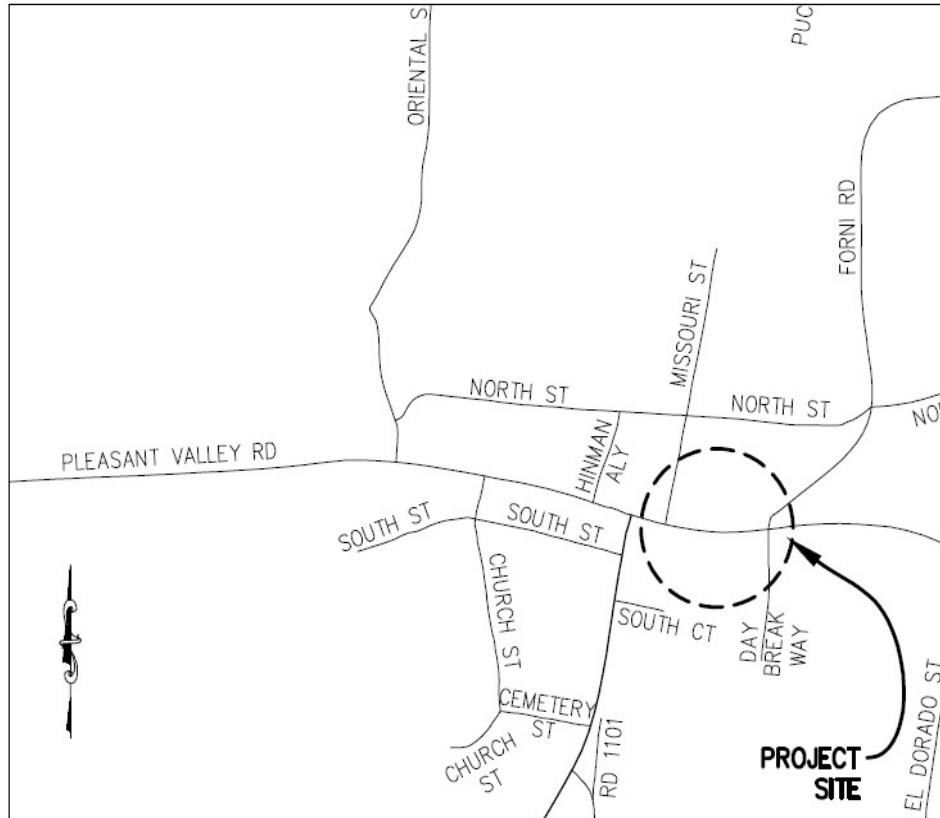 ORIENTAL S
PUC
FORNI RD
MISSOURI ST
NORTH ST
NORTH ST
NO
HINMAN
ALY
PLEASANT VALLEY RD
SOUTH ST
SOUTH ST
CHURCH ST
SOUTH CT
DAY
BREAK
WAY
CEMETERY
ST
CHURCH
ST
RD 1101
PROJECT
SITE
EL DORADO ST